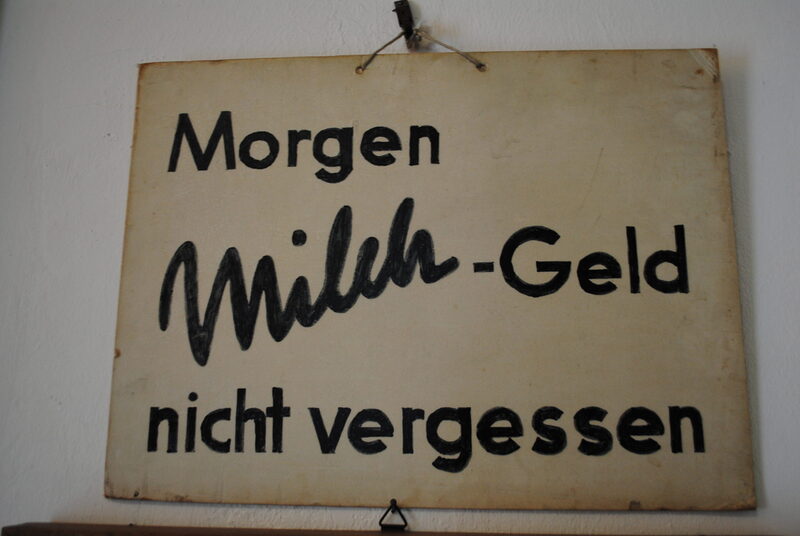 Morgen
Milch-Geld
nicht vergessen